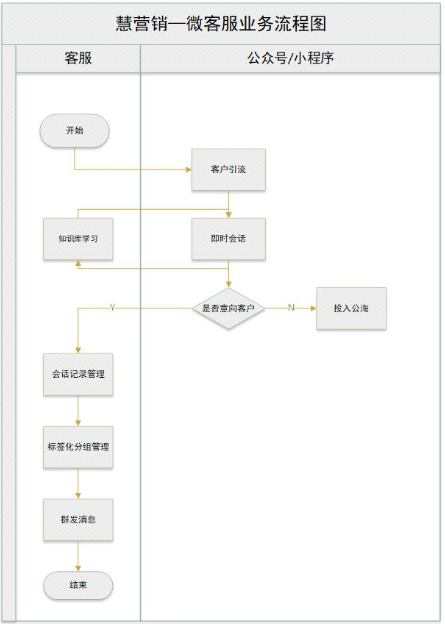 慧营销—微客服业务流程图
客服
公众号/小程序
开始
客户引流
知识库学习
即时会话
是否意向客户
Y
N
投入公海
会话记录管理
标签化分组管理
群发消息
结束